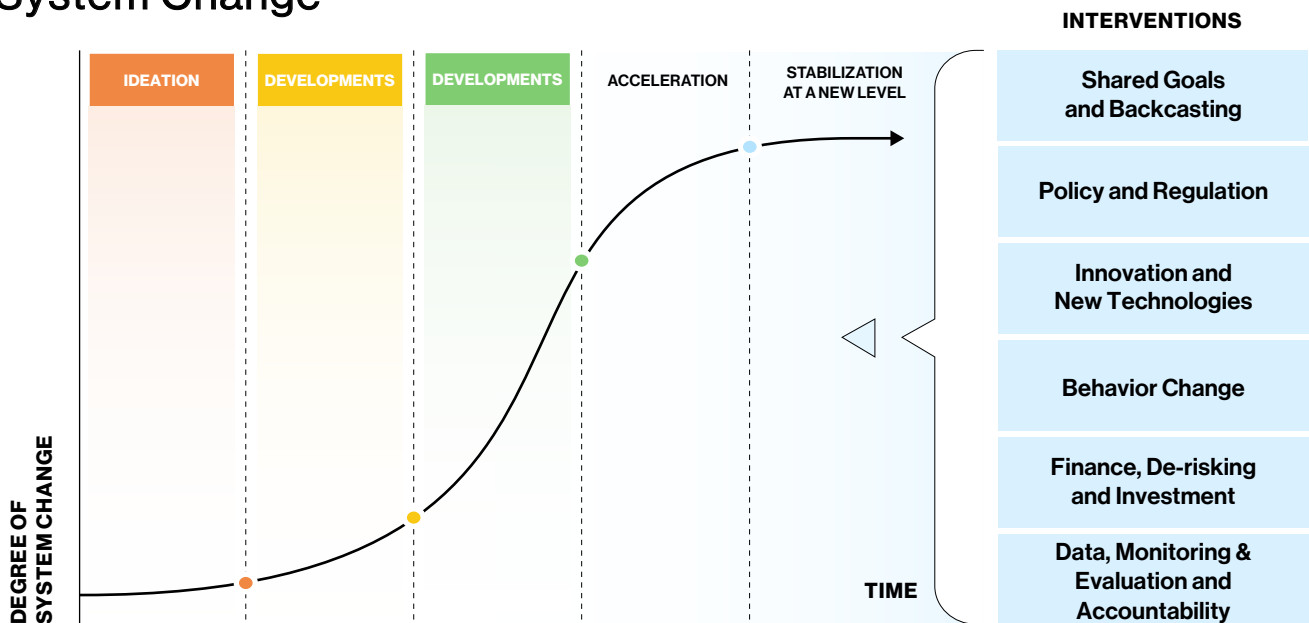 System Change
INTERVENTIONS
IDEATION
DEVELOPMENTS
DEVELOPMENTS
ACCELERATION
STABILIZATION
AT A NEW LEVEL
Shared Goals
and Backcasting
Policy and Regulation
Innovation and
New Technologies
Behavior Change
Finance, De-risking
and Investment
Data, Monitoring &
Evaluation and
Accountability
DEGREE OF
SYSTEM CHANGE
TIME